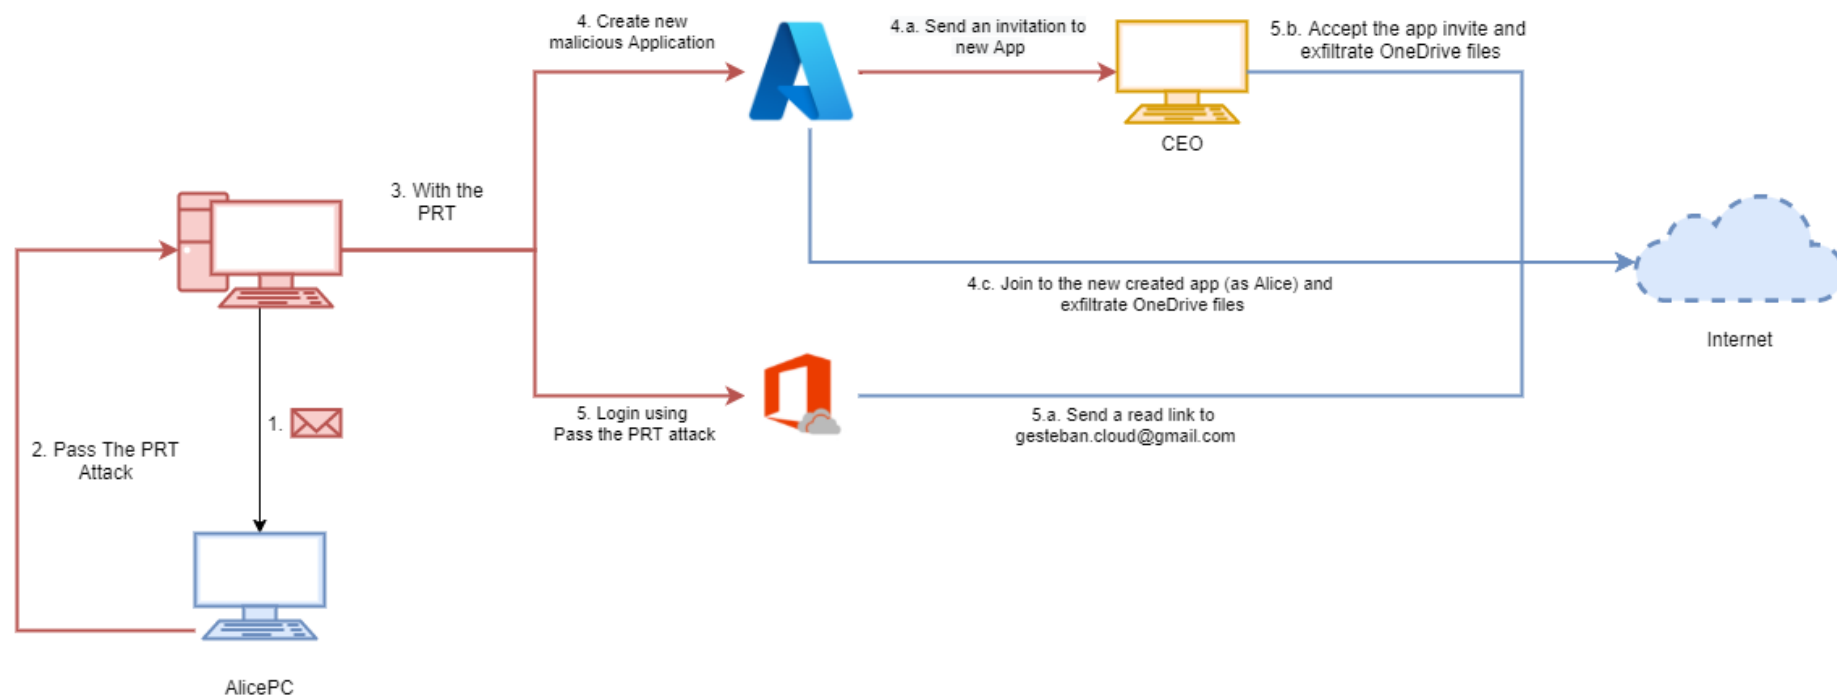 4. Create new
malicious Application
4.a. Send an invitation to
new App
5.b. Accept the app invite and
exfiltrate OneDrive files
CEO
3. With the
PRT
4.c. Join to the new created app (as Alice) and
exfiltrate OneDrive files
Internet
1.
5. Login using
Pass the PRT attack
5.a. Send a read link to
gesteban.cloud@gmail.com
2. Pass The PRT
Attack
AlicePC